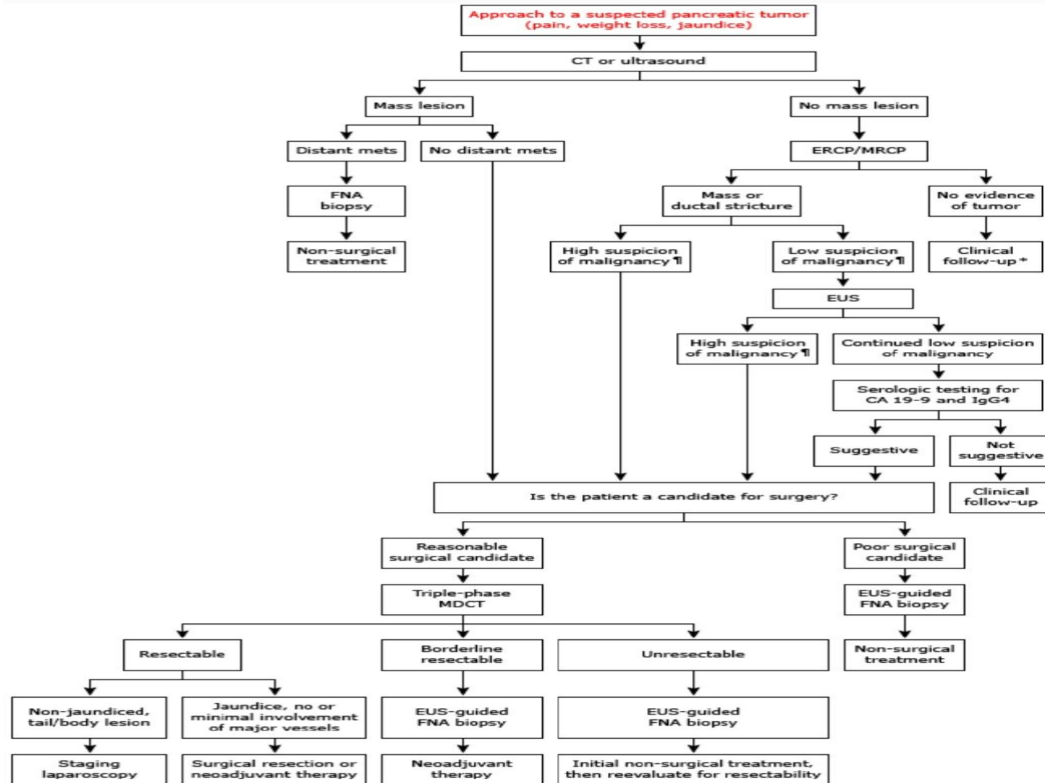 Approach to a suspected pancreatic tumor
(pain, weight loss, jaundice)
CT or ultrasound
Mass lesion
No mass lesion
Distant mets
No distant mets
ERCP/MRCP
FNA
biopsy
Mass or
ductal stricture
No evidence
of tumor
Non-surgical
treatment
High suspicion
of malignancy¶
Low suspicion
of malignancy¶
Clinical
follow-up*
EUS
High suspicion
of malignancy¶
Continued low suspicion
of malignancy
Serologic testing for
CA 19-9 and IgG4
Suggestive
Not
suggestive
Is the patient a candidate for surgery?
Clinical
follow-up
Reasonable
surgical candidate
Poor surgical
candidate
Triple-phase
MDCT
EUS-guided
FNA biopsy
Resectable
Borderline
resectable
Unresectable
Non-surgical
treatment
Non-jaundiced,
tail/body lesion
Jaundice, no or
minimal involvement
of major vessels
EUS-guided
FNA biopsy
EUS-guided
FNA biopsy
Staging
laparoscopy
Surgical resection or
neoadjuvant therapy
Neoadjuvant
therapy
Initial non-surgical treatment,
then reevaluate for resectability